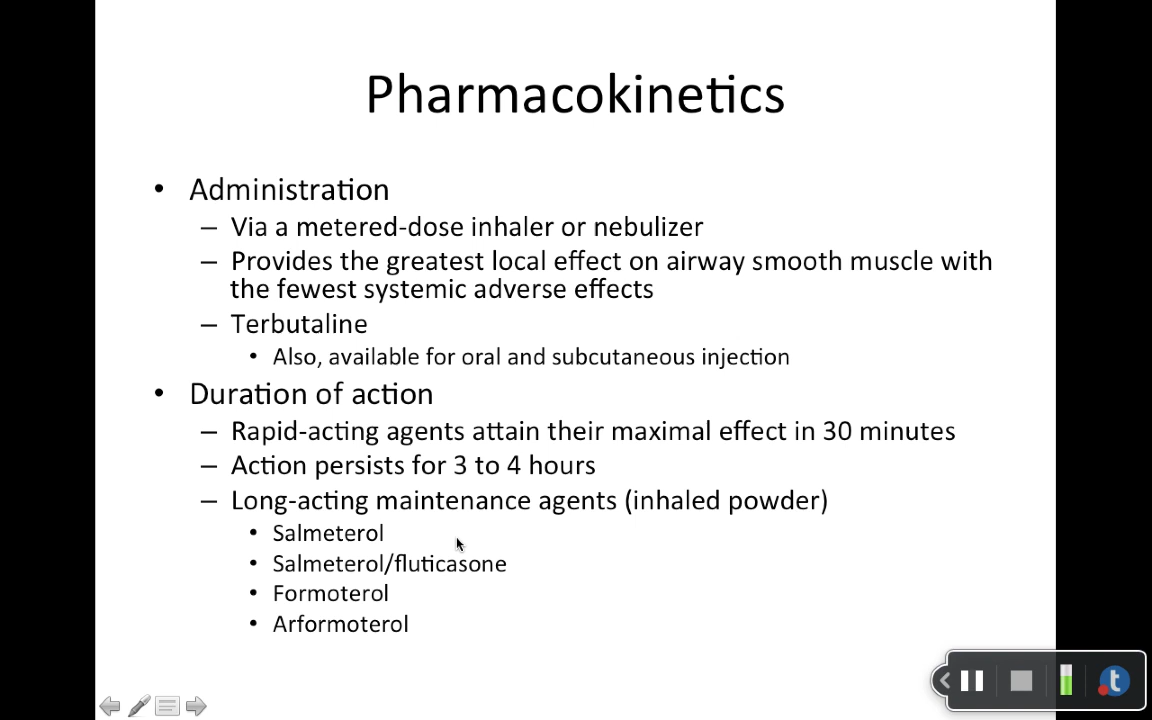 Pharmacokinetics
• Administration
– Via a metered-dose inhaler or nebulizer
– Provides the greatest local effect on airway smooth muscle with
the fewest systemic adverse effects
– Terbutaline
• Also, available for oral and subcutaneous injection
• Duration of action
– Rapid-acting agents attain their maximal effect in 30 minutes
– Action persists for 3 to 4 hours
– Long-acting maintenance agents (inhaled powder)
• Salmeterol
• Salmeterol/fluticasone
• Formoterol
• Arformoterol
t